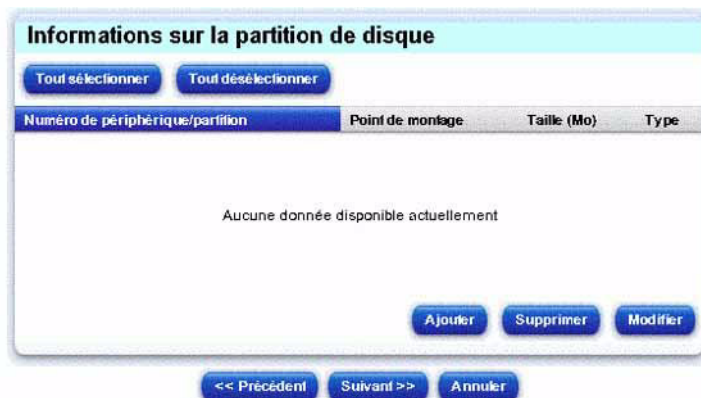 Informations sur la partition de disque
Tout sélectionner Tout désélectionner
Numéro de périphérique/partition Point de montage Taille (Mo) Type
Aucune donnée disponible actuellement
Ajouter Supprimer Modifier
<< Précédent Suivant >> Annuler